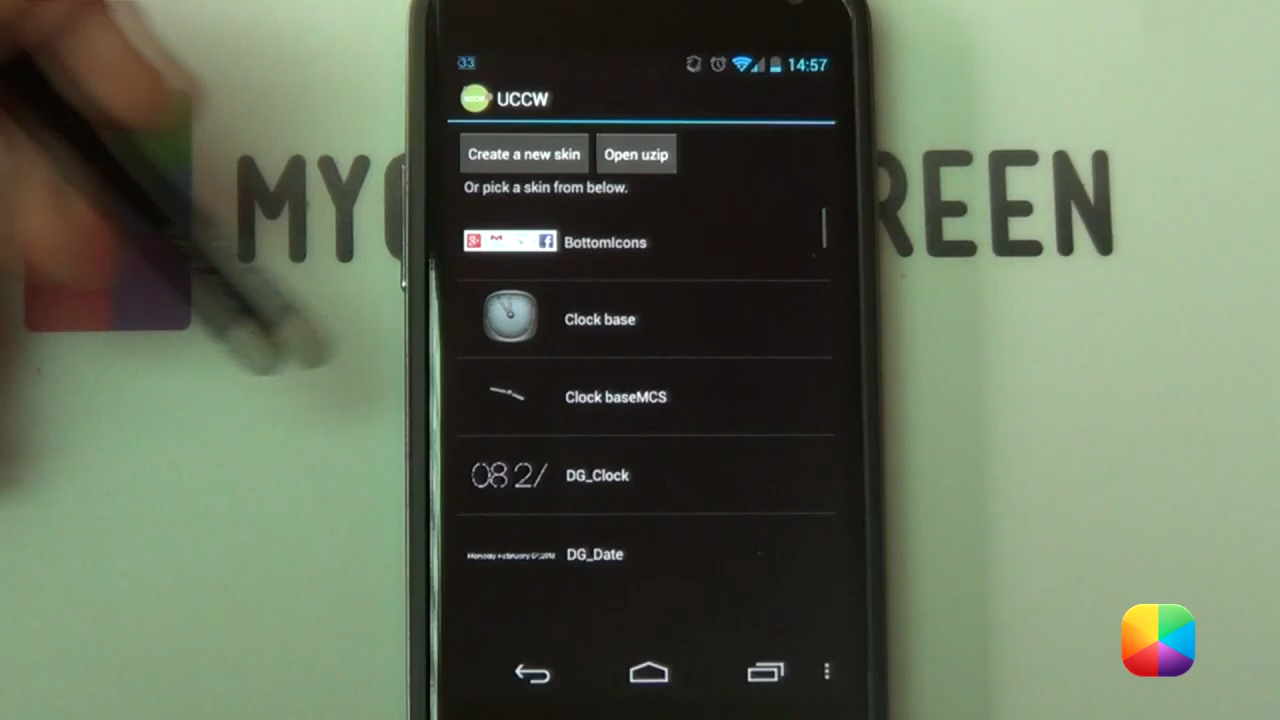 33
14:57
UCCW
Create a new skin
Open uzip
Or pick a skin from below.
BottomIcons
Clock base
Clock baseMCS
08 2/
DG_Clock
DG_Date
MY
REEN